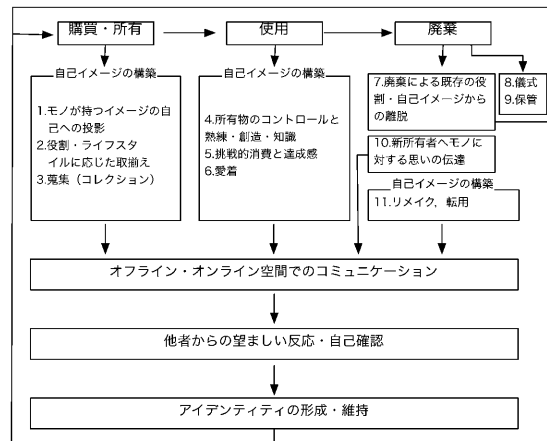 購買・所有
使用
廃棄
自己イメージの構築
1.モノが持つイメージの自
己への投影
2.役割・ライフスタ
イルに応じた取揃え
3.蒐集（コレクション）
自己イメージの構築
4.所有物のコントロールと
熟練・創造・知識
5.挑戦的消費と達成感
6.愛着
7.廃棄による既存の役
割・自己イメージから
の離脱
8.儀式
9.保管
10.新所有者へモノに
対する思いの伝達
自己イメージの構築
11.リメイク，転用
オフライン・オンライン空間でのコミュニケーション
他者からの望ましい反応・自己確認
アイデンティティの形成・維持